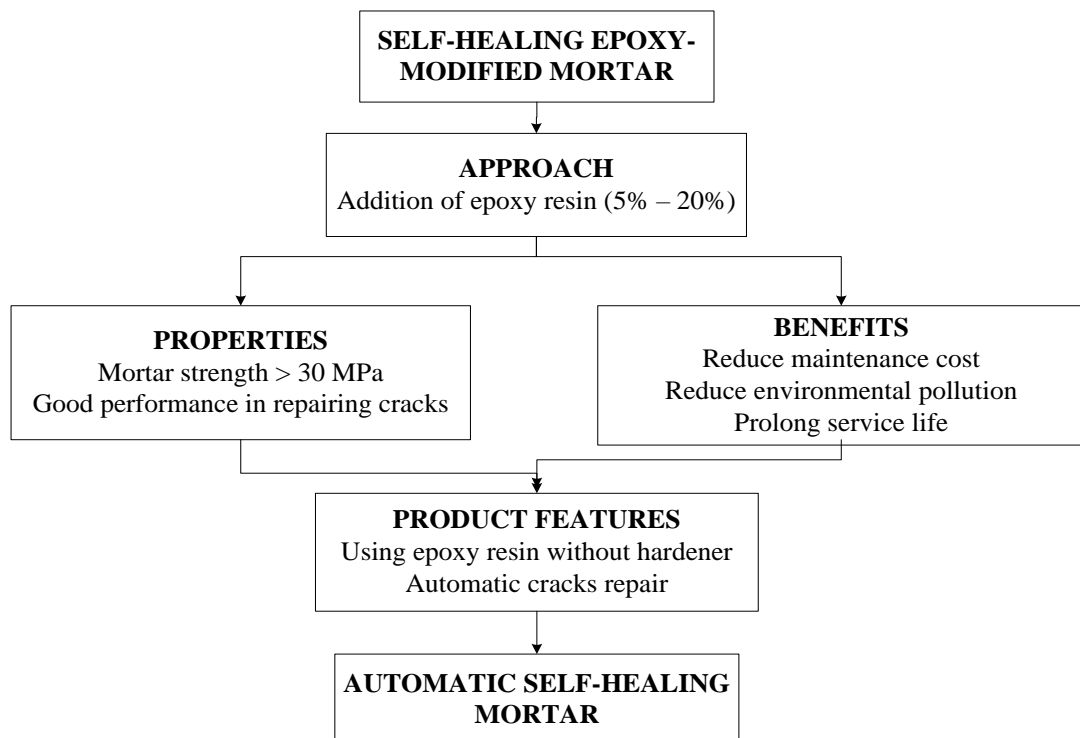 SELF-HEALING EPOXY-
MODIFIED MORTAR
APPROACH
Addition of epoxy resin (5% – 20%)
PROPERTIES
Mortar strength > 30 MPa
Good performance in repairing cracks
BENEFITS
Reduce maintenance cost
Reduce environmental pollution
Prolong service life
PRODUCT FEATURES
Using epoxy resin without hardener
Automatic cracks repair
AUTOMATIC SELF-HEALING
MORTAR